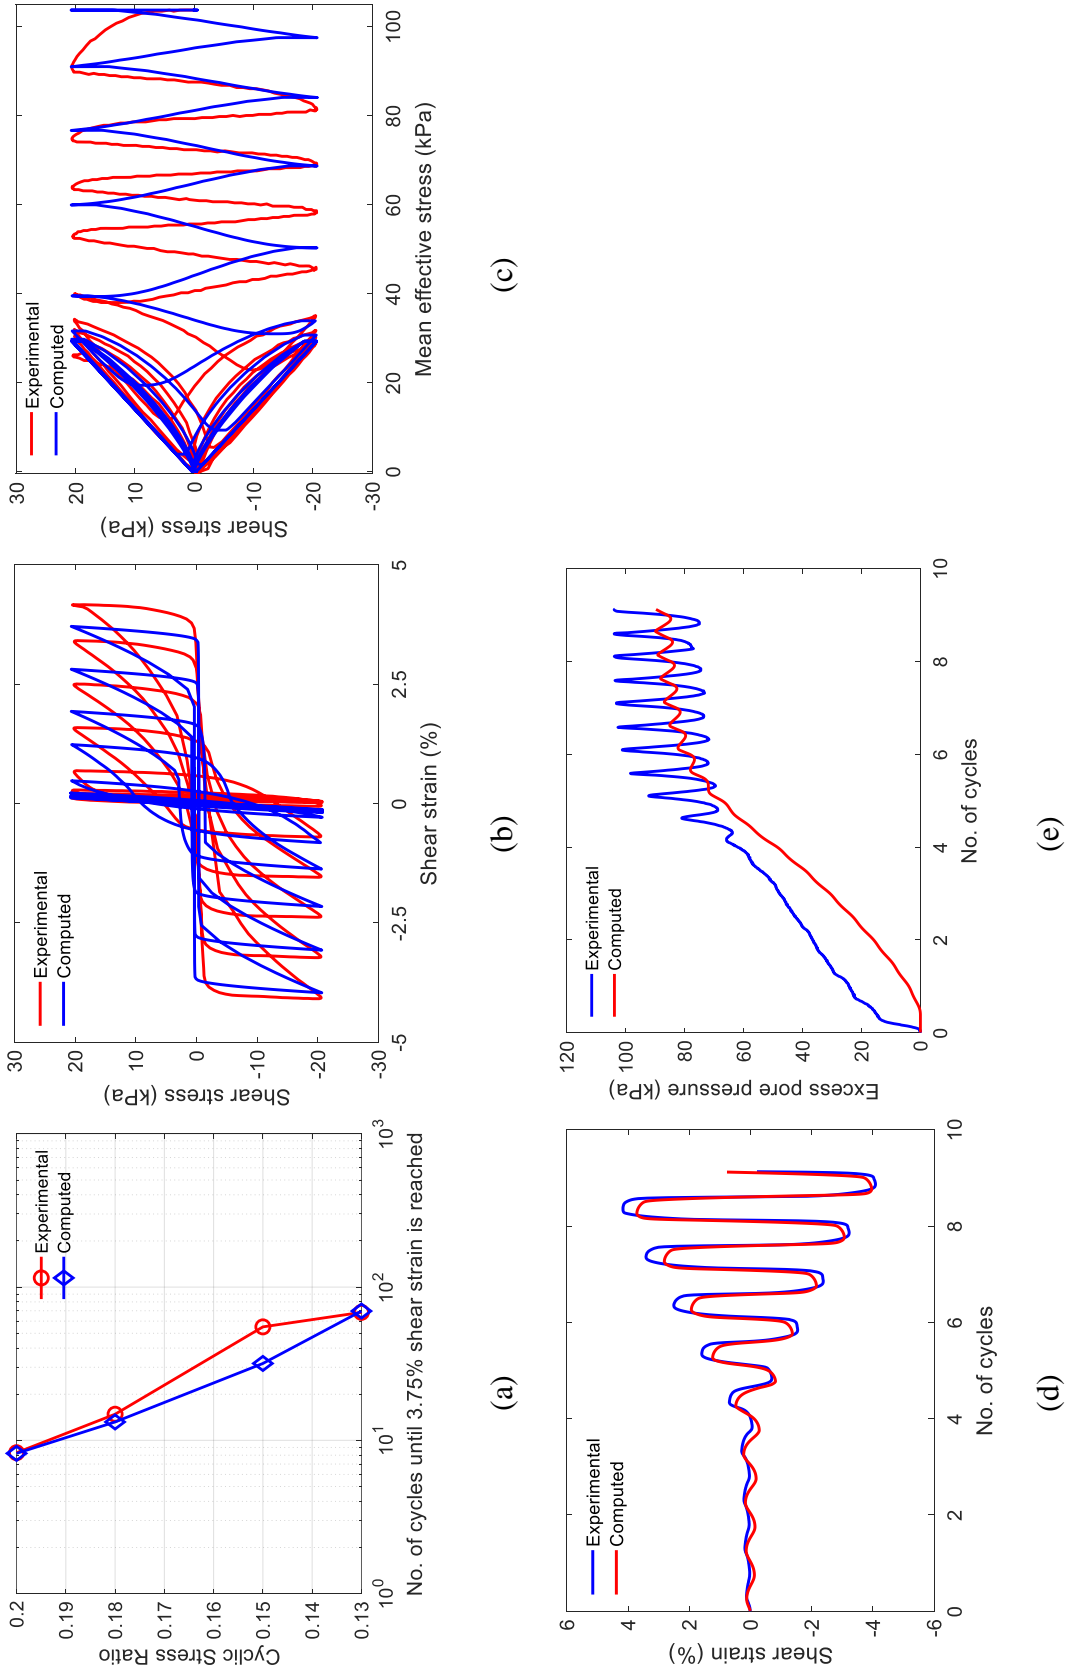 Experimental
Computed
0.2
0.19
0.18
0.17
0.16
0.15
0.14
0.13
Cyclic Stress Ratio
10^0
10^1
10^2
10^3
No. of cycles until 3.75% shear strain is reached
(a)
Experimental
Computed
30
20
10
0
-10
-20
-30
Shear stress (kPa)
-5
-2.5
0
2.5
5
Shear strain (%)
(b)
Experimental
Computed
30
20
10
0
-10
-20
-30
Shear stress (kPa)
0
20
40
60
80
100
Mean effective stress (kPa)
(c)
Experimental
Computed
6
4
2
0
-2
-4
-6
Shear strain (%)
0
2
4
6
8
10
No. of cycles
(d)
Experimental
Computed
120
100
80
60
40
20
0
Excess pore pressure (kPa)
0
2
4
6
8
10
No. of cycles
(e)